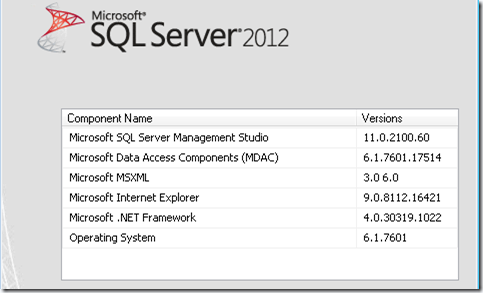 Microsoft®
SQL Server® 2012
Component Name Versions
Microsoft SQL Server Management Studio 11.0.2100.60
Microsoft Data Access Components (MDAC) 6.1.7601.17514
Microsoft MSXML 3.0 6.0
Microsoft Internet Explorer 9.0.8112.16421
Microsoft .NET Framework 4.0.30319.1022
Operating System 6.1.7601